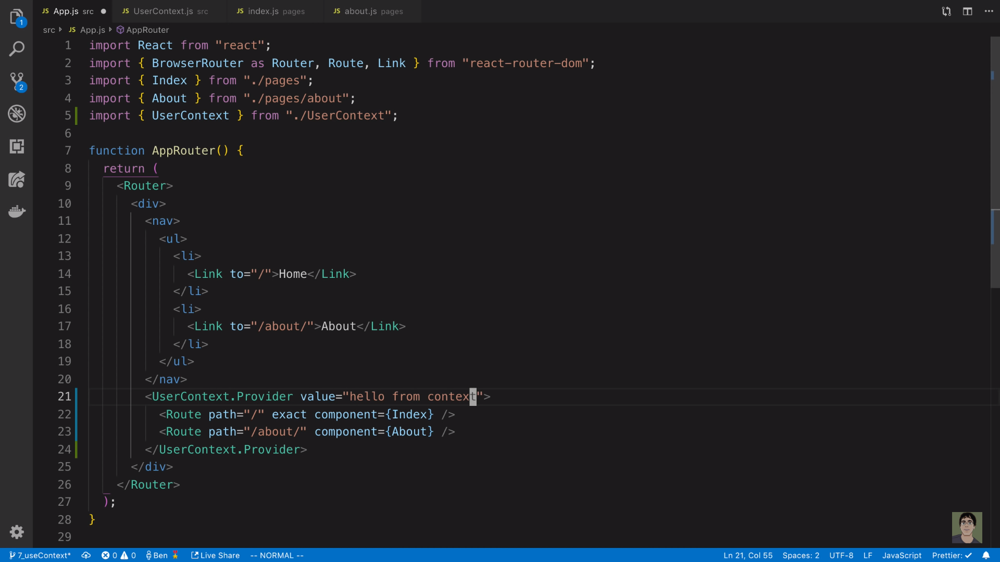 JS App.js src ● JS UserContext.js src JS index.js pages JS about.js pages
src JS App.js AppRouter
1 import React from "react";
2 import { BrowserRouter as Router, Route, Link } from "react-router-dom";
3 import { Index } from "./pages";
4 import { About } from "./pages/about";
5 import { UserContext } from "./UserContext";
6
7 function AppRouter() {
8 return (
9 <Router>
10 <div>
11 <nav>
12 <ul>
13 <li>
14 <Link to="/">Home</Link>
15 </li>
16 <li>
17 <Link to="/about/">About</Link>
18 </li>
19 </ul>
20 </nav>
21 <UserContext.Provider value="hello from context">
22 <Route path="/" exact component={Index} />
23 <Route path="/about/" component={About} />
24 </UserContext.Provider>
25 </div>
26 </Router>
27 );
28 }
29
1
2
7_useContext* 0 0 Ben Live Share -- NORMAL -- Ln 21, Col 55 Spaces: 2 UTF-8 LF JavaScript Prettier: ✓